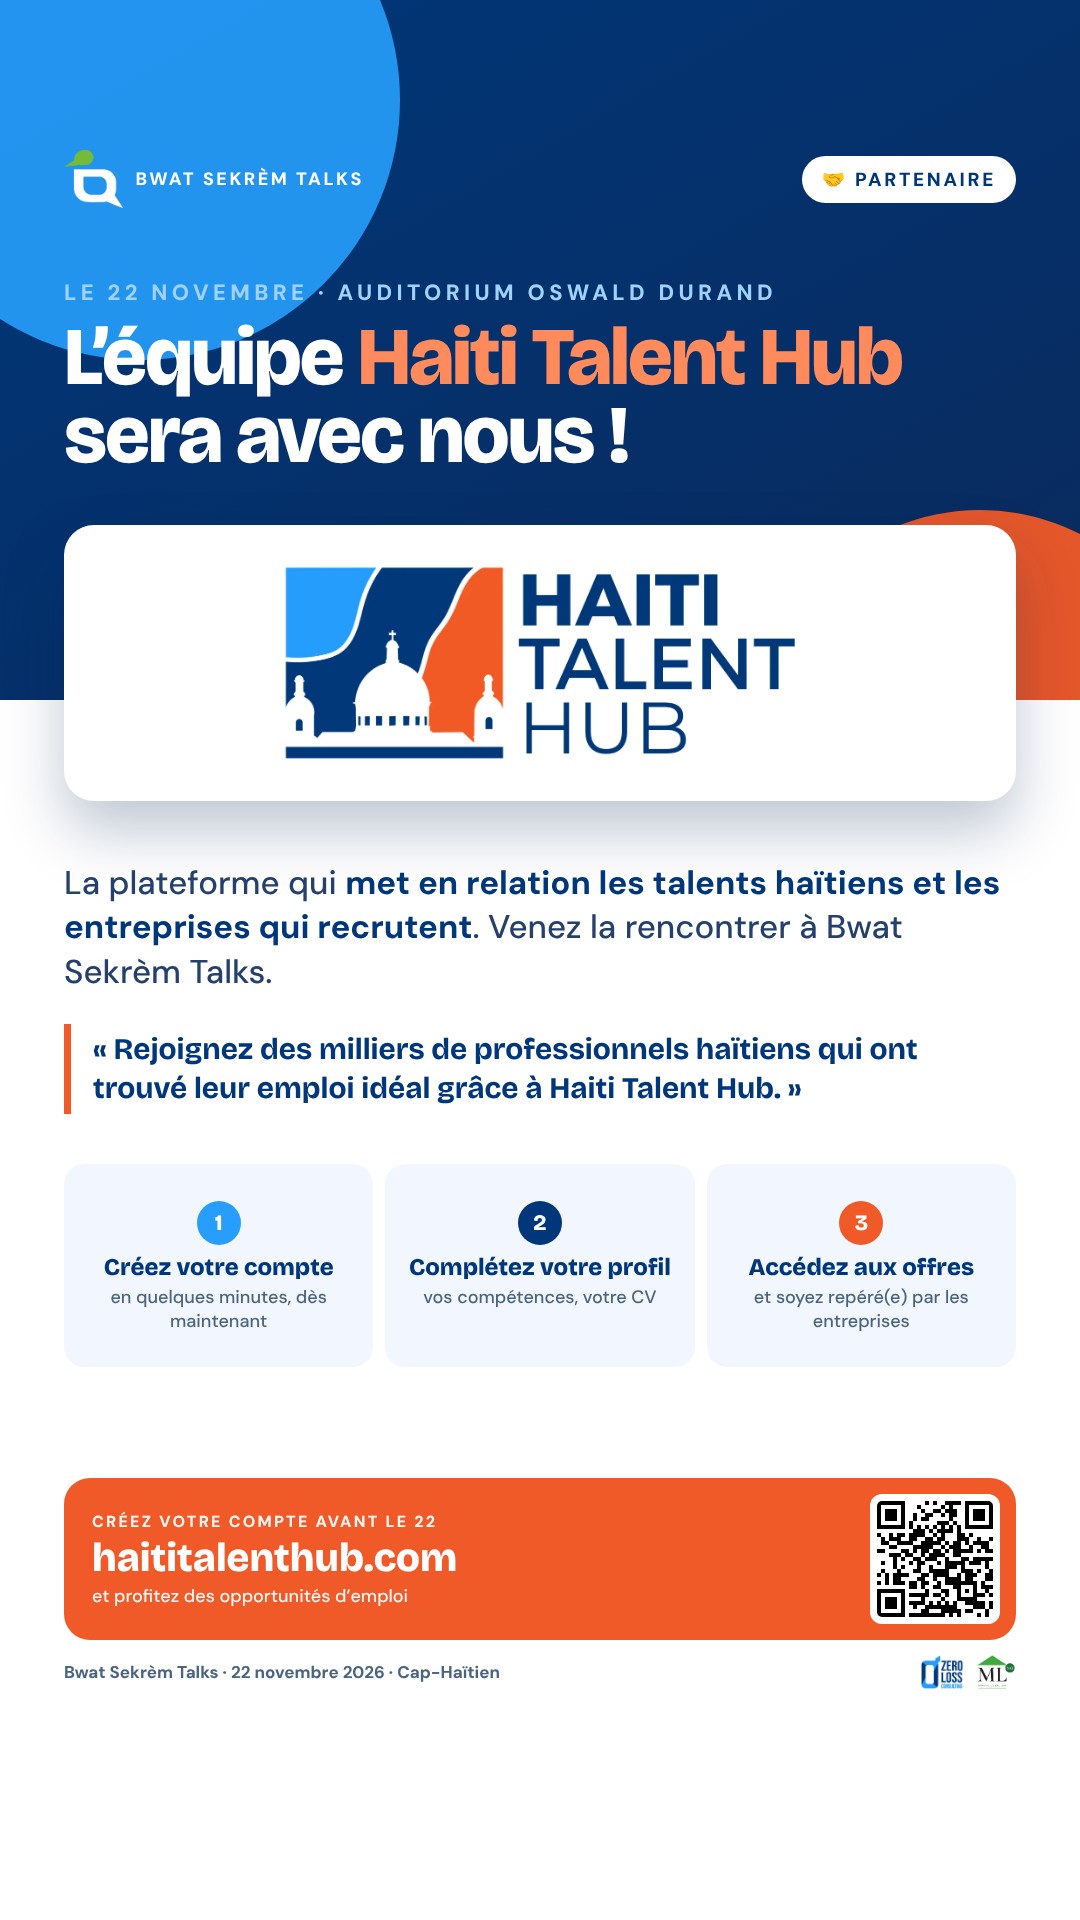 BWAT SEKRÈM TALKS
🤝 PARTENAIRE
LE 22 NOVEMBRE · AUDITORIUM OSWALD DURAND
L’équipe Haiti Talent Hub
sera avec nous !
HAITI
TALENT
HUB
La plateforme qui met en relation les talents haïtiens et les
entreprises qui recrutent. Venez la rencontrer à Bwat
Sekrèm Talks.
« Rejoignez des milliers de professionnels haïtiens qui ont
trouvé leur emploi idéal grâce à Haiti Talent Hub. »
1
Créez votre compte
en quelques minutes, dès
maintenant
2
Complétez votre profil
vos compétences, votre CV
3
Accédez aux offres
et soyez repéré(e) par les
entreprises
CRÉEZ VOTRE COMPTE AVANT LE 22
haititalenthub.com
et profitez des opportunités d’emploi
Bwat Sekrèm Talks · 22 novembre 2026 · Cap-Haïtien
ZERO
LOSS
CONSULTING
ML